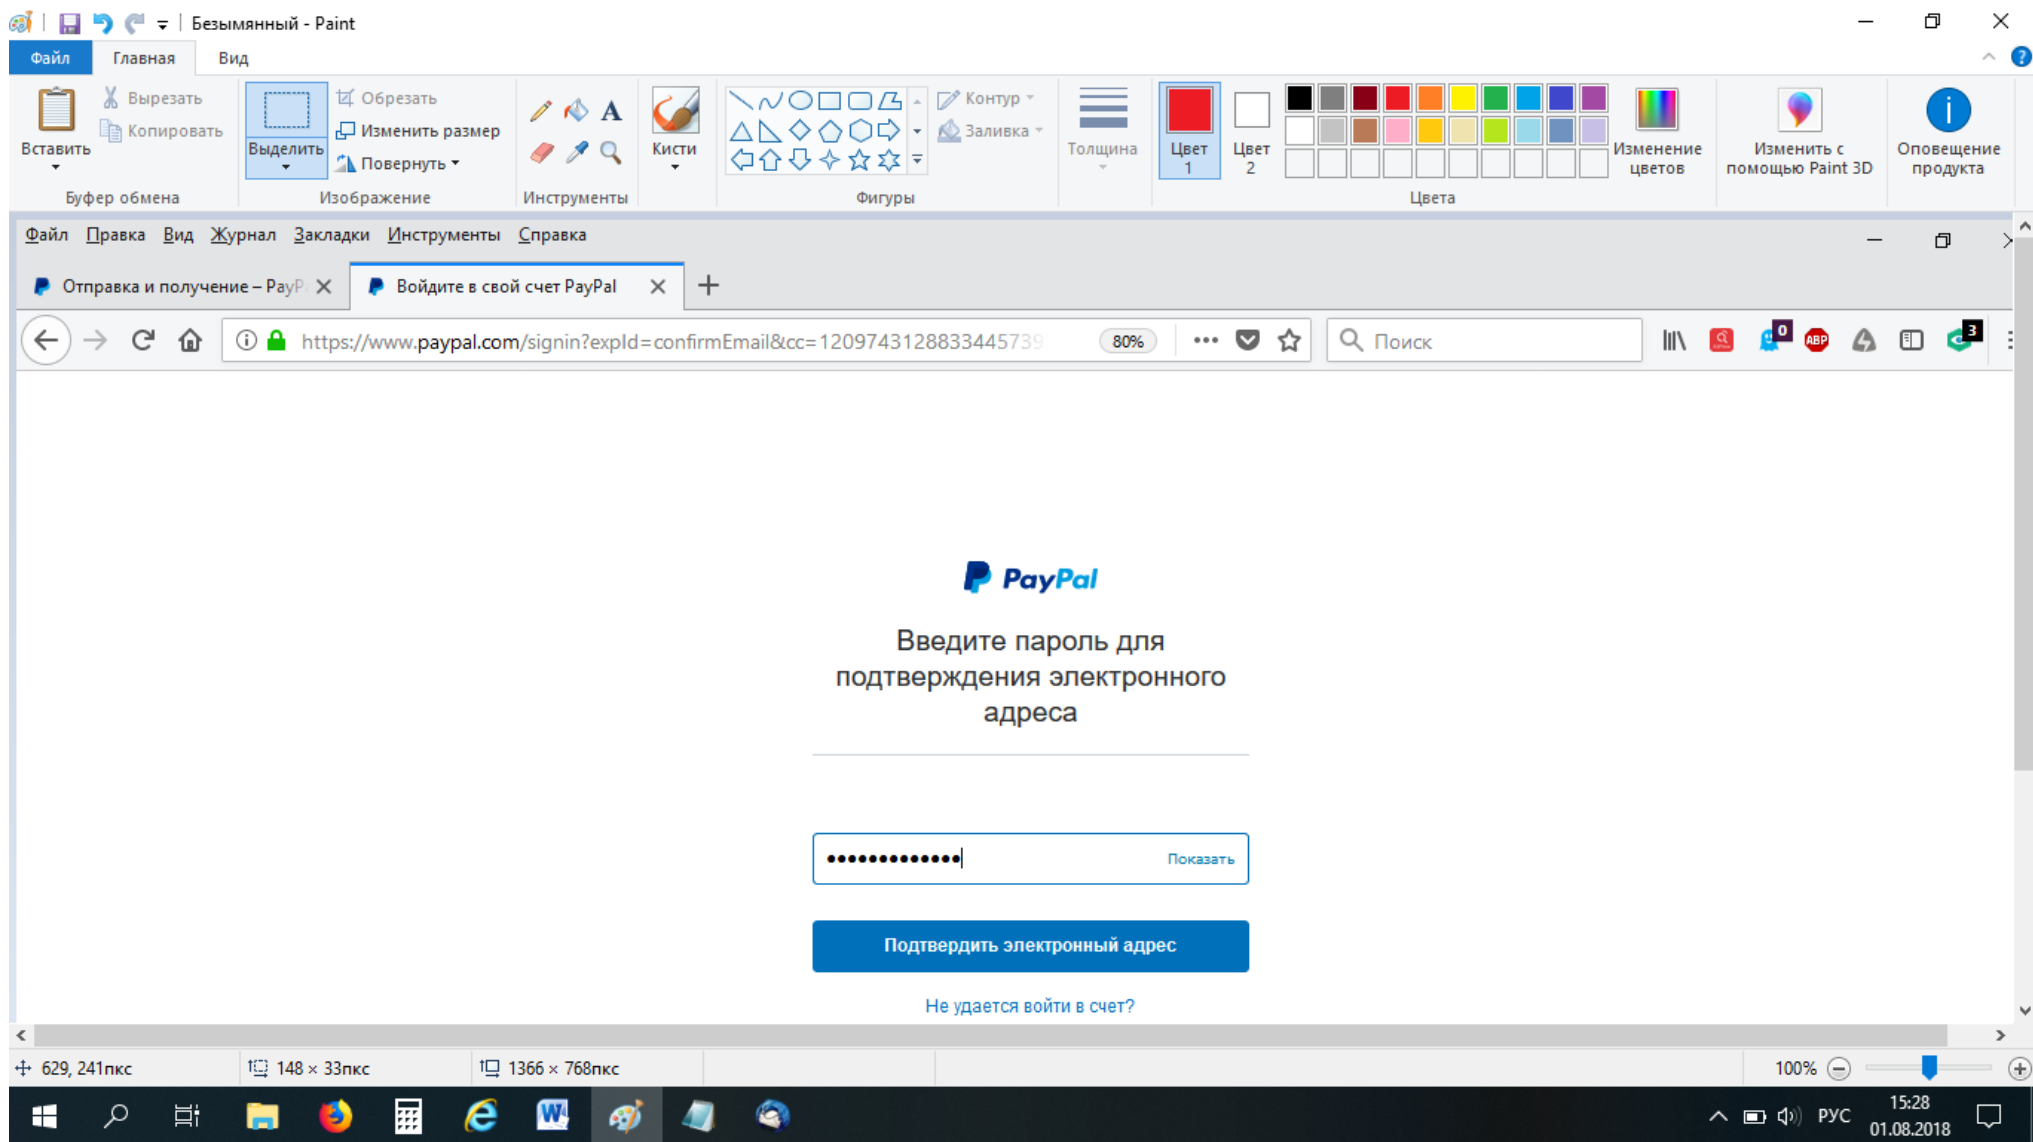 Безымянный - Paint
Файл Главная Вид
Вставить
Вырезать
Копировать
Буфер обмена
Выделить
Обрезать
Изменить размер
Повернуть
Изображение
A
Инструменты
Кисти
Контур
Заливка
Фигуры
Толщина
Цвет 1
Цвет 2
Цвета
Изменение цветов
Изменить с помощью Paint 3D
Оповещение продукта
Файл Правка Вид Журнал Закладки Инструменты Справка
Отправка и получение – PayP
Войдите в свой счет PayPal
https://www.paypal.com/signin?expId=confirmEmail&cc=1209743128833445739
80%
Поиск
0
ABP
3
PayPal
Введите пароль для
подтверждения электронного
адреса
Показать
Подтвердить электронный адрес
Не удается войти в счет?
629, 241пкс
148 × 33пкс
1366 × 768пкс
100%
РУС
15:28
01.08.2018